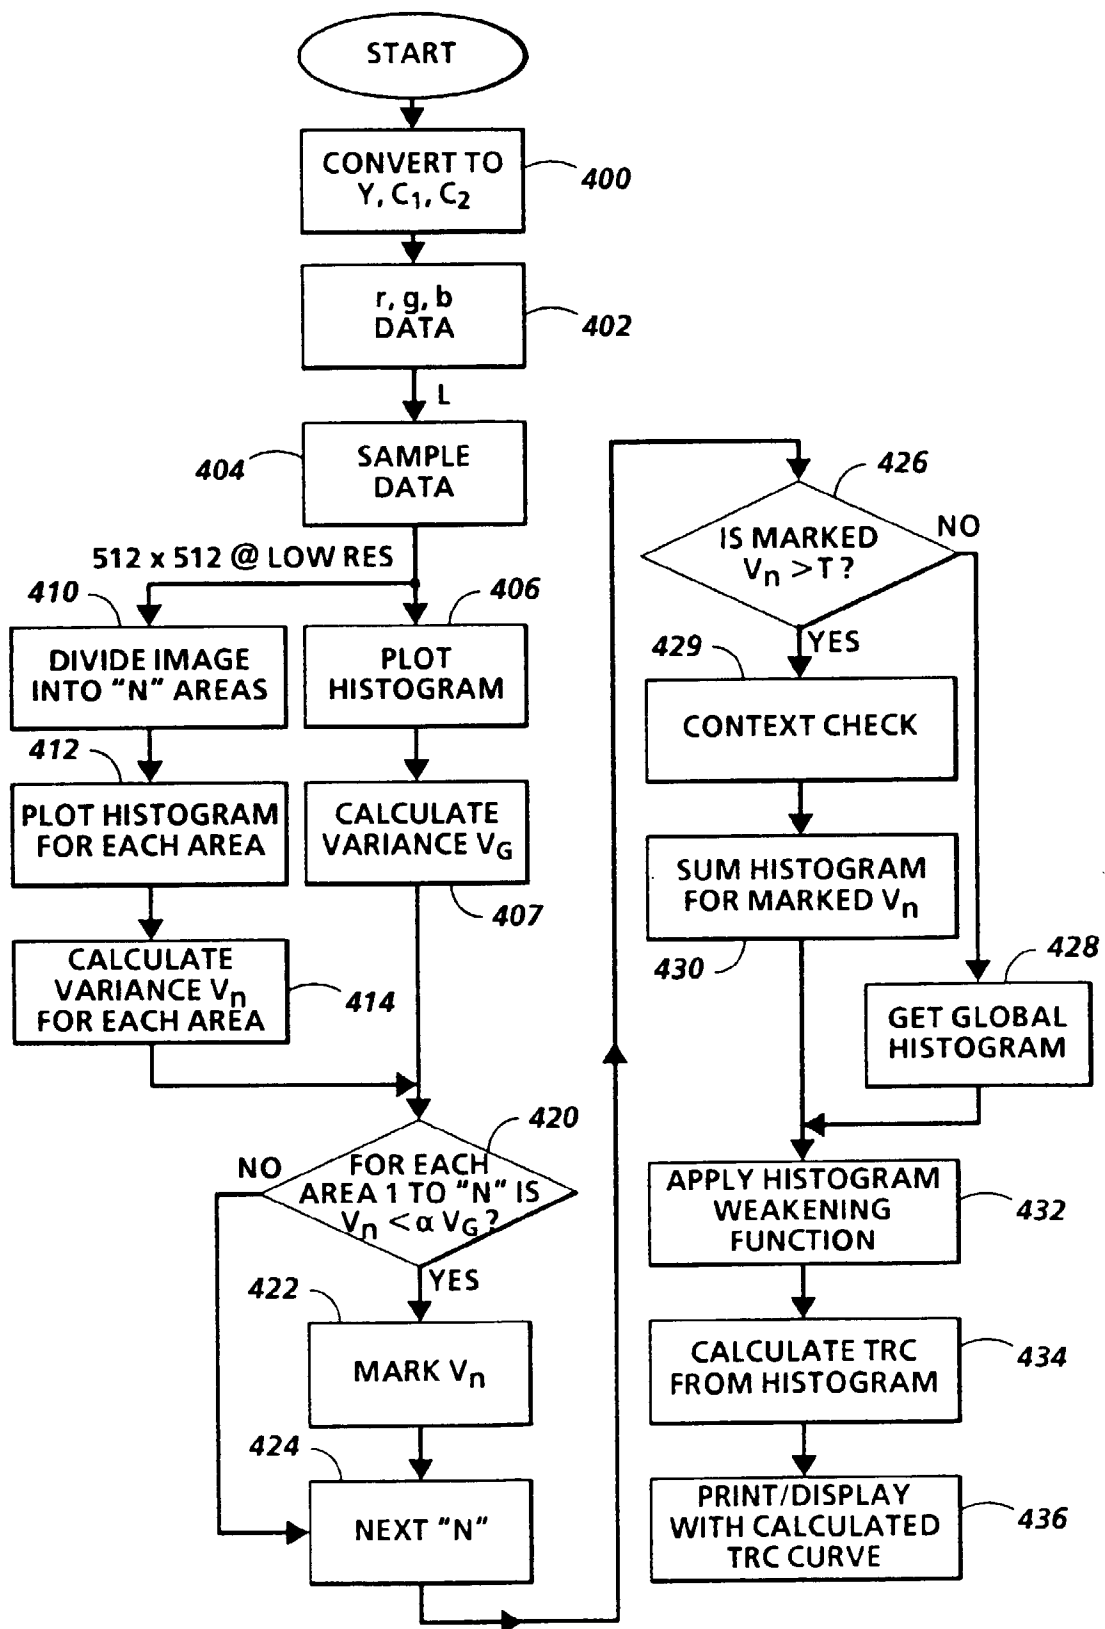 START
CONVERT TO
Y, C1, C2
400
r, g, b
DATA
402
L
SAMPLE
DATA
404
512 x 512 @ LOW RES
410
DIVIDE IMAGE
INTO "N" AREAS
406
PLOT
HISTOGRAM
412
PLOT HISTOGRAM
FOR EACH AREA
CALCULATE
VARIANCE VG
407
CALCULATE
VARIANCE Vn
FOR EACH AREA
414
420
NO
FOR EACH
AREA 1 TO "N" IS
Vn < α VG?
YES
422
MARK Vn
424
NEXT "N"
426
IS MARKED
Vn > T?
NO
YES
429
CONTEXT CHECK
SUM HISTOGRAM
FOR MARKED Vn
430
428
GET GLOBAL
HISTOGRAM
APPLY HISTOGRAM
WEAKENING
FUNCTION
432
CALCULATE TRC
FROM HISTOGRAM
434
PRINT/DISPLAY
WITH CALCULATED
TRC CURVE
436